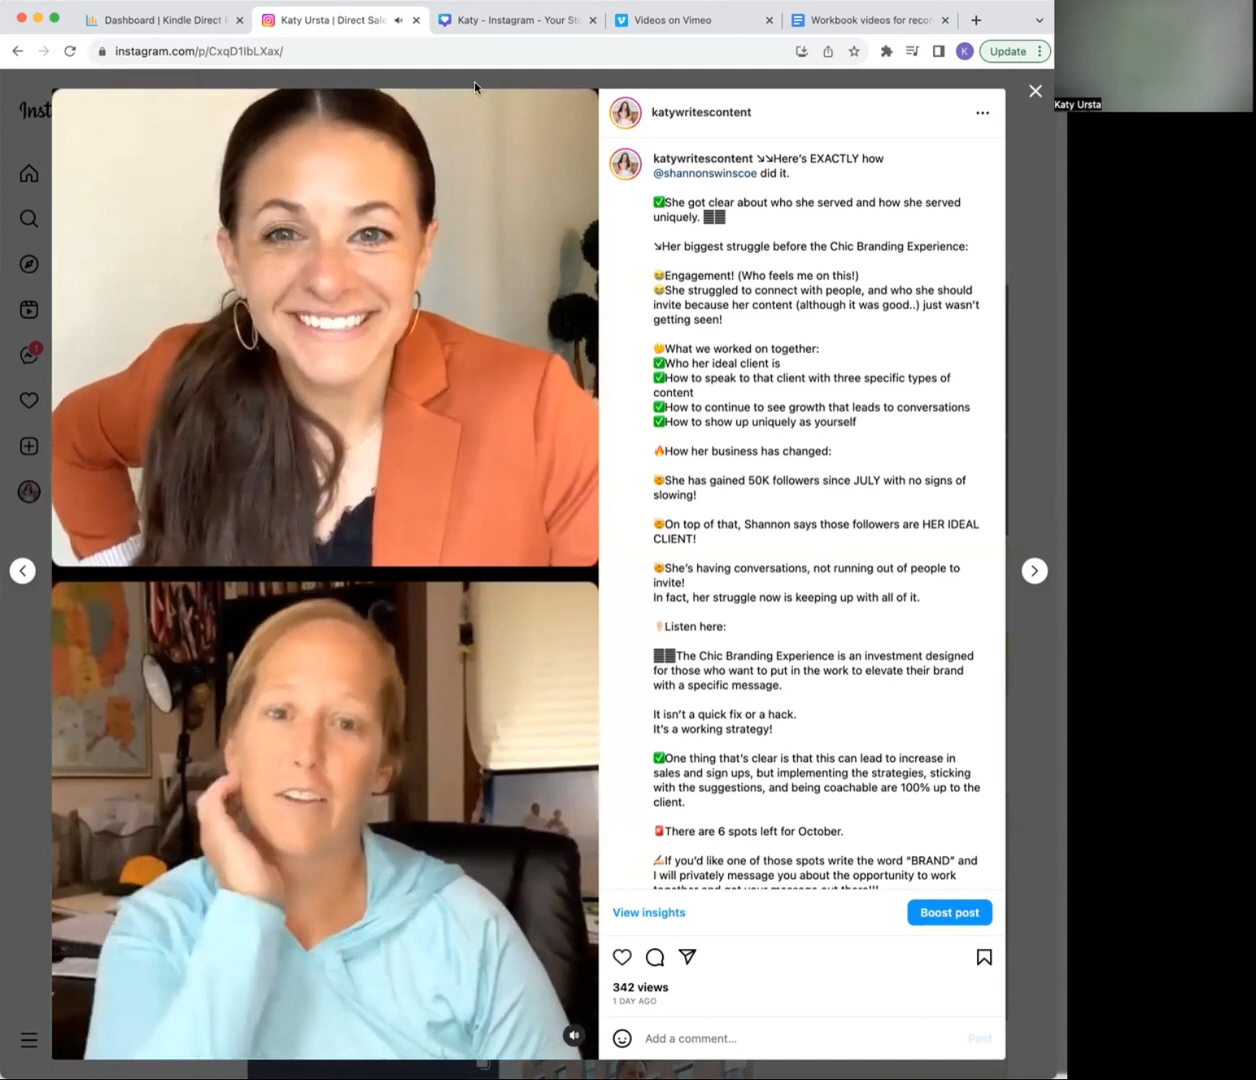 Dashboard | Kindle Direct
Katy Ursta | Direct Sale
Katy - Instagram - Your St
Videos on Vimeo
Workbook videos for recor
instagram.com/p/CxqD1IbLXax/
K
Update
Katy Ursta
Inst
1
katywritescontent
katywritescontent ↘↘Here's EXACTLY how
@shannonswinscoe did it.
✅She got clear about who she served and how she served
uniquely.
↘Her biggest struggle before the Chic Branding Experience:
😭Engagement! (Who feels me on this!)
😭She struggled to connect with people, and who she should
invite because her content (although it was good..) just wasn't
getting seen!
🤔What we worked on together:
✅Who her ideal client is
✅How to speak to that client with three specific types of
content
✅How to continue to see growth that leads to conversations
✅How to show up uniquely as yourself
🔥How her business has changed:
🤯She has gained 50K followers since JULY with no signs of
slowing!
🤯On top of that, Shannon says those followers are HER IDEAL
CLIENT!
🤯She's having conversations, not running out of people to
invite!
In fact, her struggle now is keeping up with all of it.
👂Listen here:
The Chic Branding Experience is an investment designed
for those who want to put in the work to elevate their brand
with a specific message.
It isn't a quick fix or a hack.
It's a working strategy!
✅One thing that's clear is that this can lead to increase in
sales and sign ups, but implementing the strategies, sticking
with the suggestions, and being coachable are 100% up to the
client.
🚨There are 6 spots left for October.
✍If you'd like one of those spots write the word "BRAND" and
I will privately message you about the opportunity to work
together and get your message out there!!!
View insights
Boost post
342 views
1 DAY AGO
Add a comment...
Post